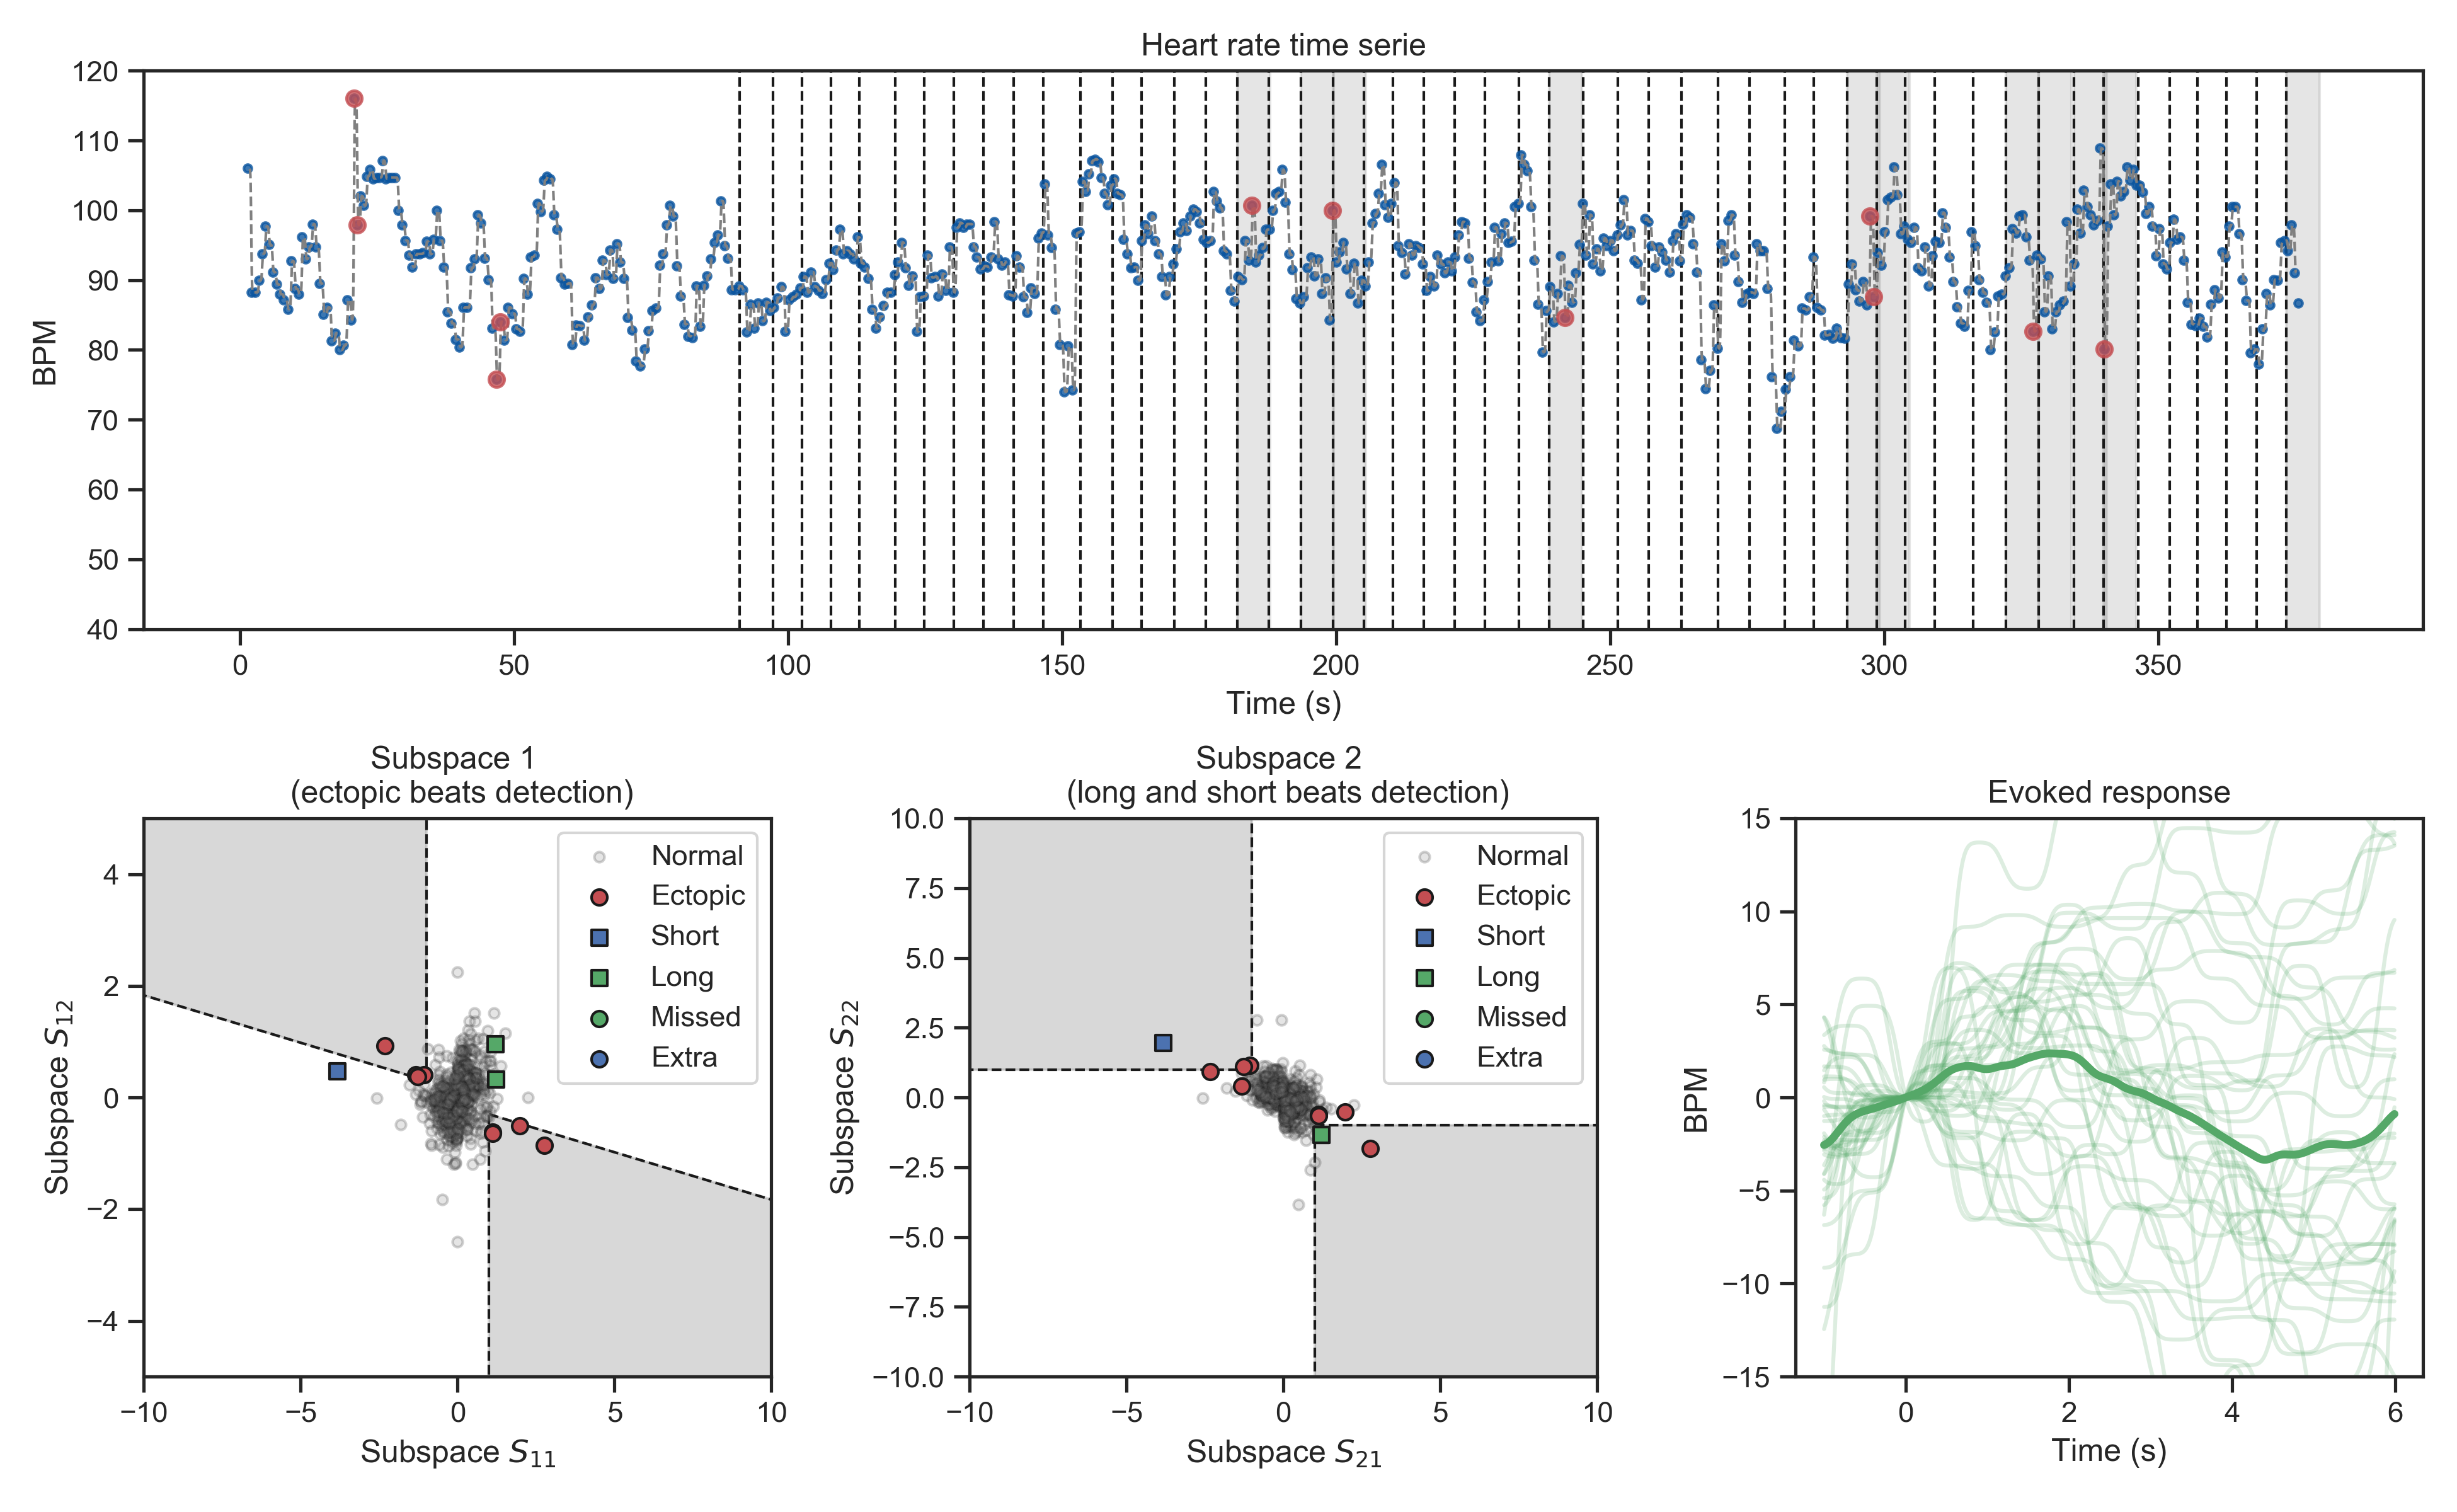 Heart rate time serie
120
110
100
90
80
70
60
50
40
BPM
0 50 100 150 200 250 300 350
Time (s)
Subspace 1
(ectopic beats detection)
4
2
0
−2
−4
Subspace S12
Normal
Ectopic
Short
Long
Missed
Extra
−10 −5 0 5 10
Subspace S11
Subspace 2
(long and short beats detection)
10.0
7.5
5.0
2.5
0.0
−2.5
−5.0
−7.5
−10.0
Subspace S22
Normal
Ectopic
Short
Long
Missed
Extra
−10 −5 0 5 10
Subspace S21
Evoked response
15
10
5
0
−5
−10
−15
BPM
0 2 4 6
Time (s)